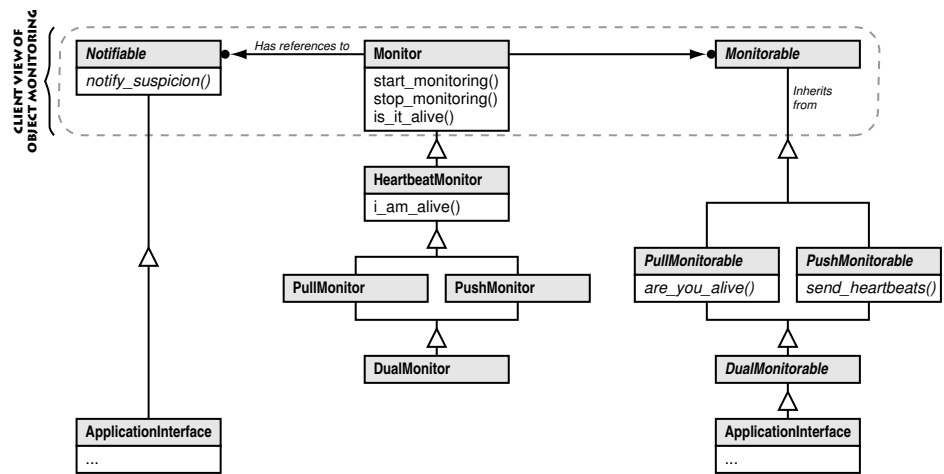 CLIENT VIEW OF
OBJECT MONITORING
Notifiable
notify_suspicion()
Has references to
Monitor
start_monitoring()
stop_monitoring()
is_it_alive()
Monitorable
Inherits
from
HeartbeatMonitor
i_am_alive()
PullMonitor
PushMonitor
DualMonitor
PullMonitorable
are_you_alive()
PushMonitorable
send_heartbeats()
DualMonitorable
ApplicationInterface
...
ApplicationInterface
...